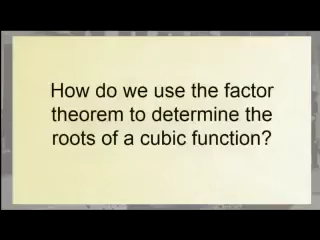 How do we use the factor
theorem to determine the
roots of a cubic function?